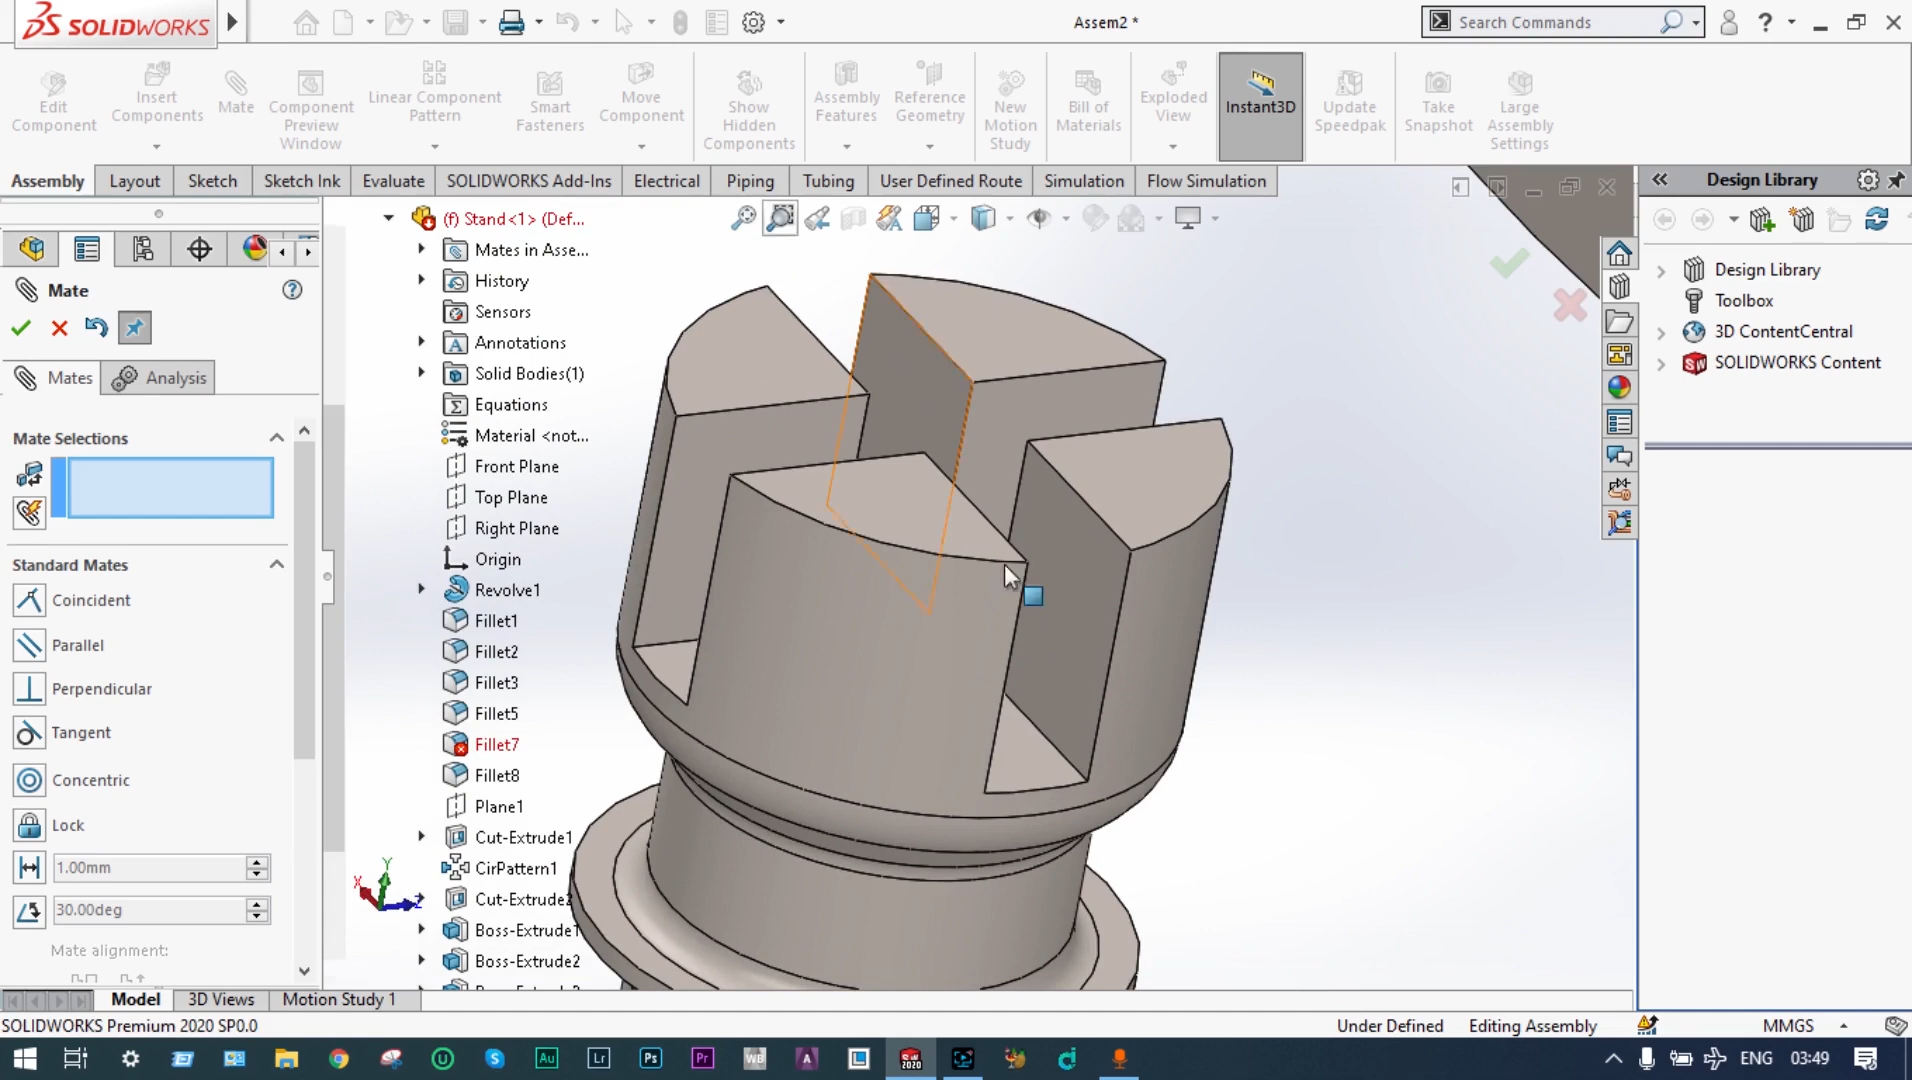 SOLIDWORKS
Assem2 *
Search Commands
Edit Component
Insert Components
Mate
Component Preview Window
Linear Component Pattern
Smart Fasteners
Move Component
Show Hidden Components
Assembly Features
Reference Geometry
New Motion Study
Bill of Materials
Exploded View
Instant3D
Update Speedpak
Take Snapshot
Large Assembly Settings
Assembly
Layout
Sketch
Sketch Ink
Evaluate
SOLIDWORKS Add-Ins
Electrical
Piping
Tubing
User Defined Route
Simulation
Flow Simulation
Design Library
Mate
Mates
Analysis
Mate Selections
Standard Mates
Coincident
Parallel
Perpendicular
Tangent
Concentric
Lock
1.00mm
30.00deg
Mate alignment:
(f) Stand<1> (Def...
Mates in Asse...
History
Sensors
Annotations
Solid Bodies(1)
Equations
Material <not...
Front Plane
Top Plane
Right Plane
Origin
Revolve1
Fillet1
Fillet2
Fillet3
Fillet5
Fillet7
Fillet8
Plane1
Cut-Extrude1
CirPattern1
Cut-Extrude2
Boss-Extrude1
Boss-Extrude2
Y
X
Z
Design Library
Toolbox
3D ContentCentral
SOLIDWORKS Content
Model
3D Views
Motion Study 1
SOLIDWORKS Premium 2020 SP0.0
Under Defined
Editing Assembly
MMGS
ENG
03:49